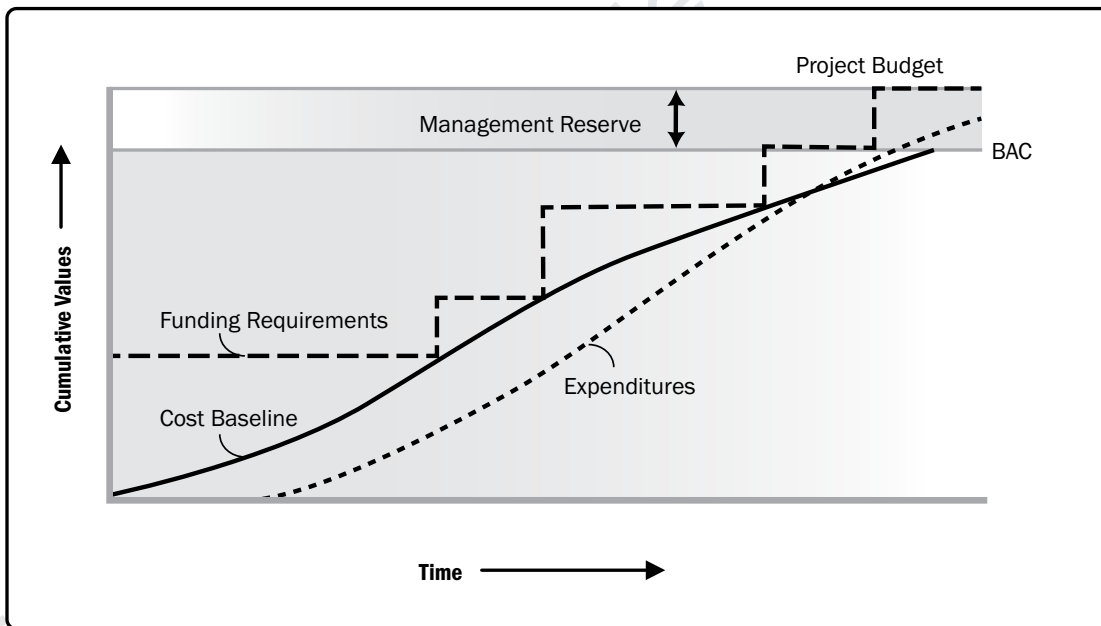 Project Budget
Management Reserve
BAC
Funding Requirements
Expenditures
Cost Baseline
Cumulative Values
Time